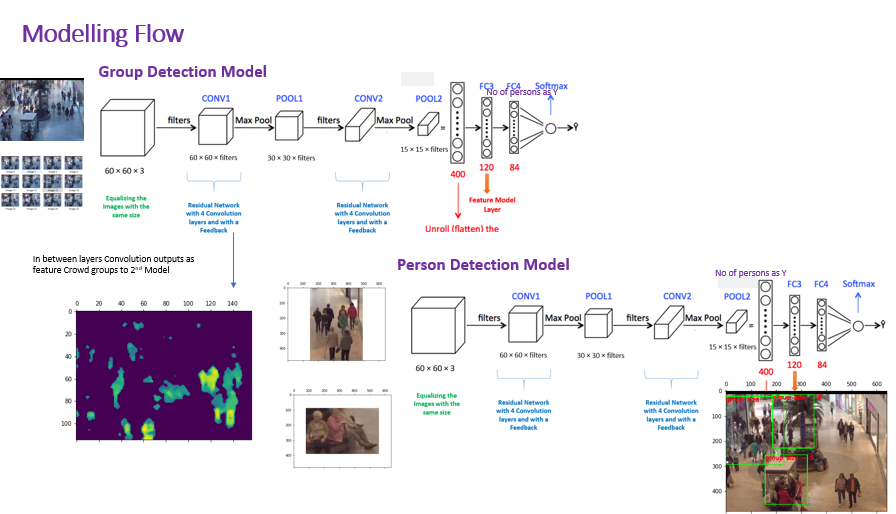 Modelling Flow
Group Detection Model
CONV1
POOL1
CONV2
POOL2
FC3
FC4
Softmax
No of persons as Y
filters
Max Pool
filters
Max Pool
=
Ŷ
60 × 60 × 3
60 × 60 × filters
30 × 30 × filters
15 × 15 × filters
400
120
84
Equalizing the
Images with the
same size
Residual Network
with 4 Convolution
layers and with a
Feedback
Residual Network
with 4 Convolution
layers and with a
Feedback
Feature Model
Layer
Unroll (flatten) the
In between layers Convolution outputs as
feature Crowd groups to 2nd Model
Person Detection Model
No of persons as Y
CONV1
POOL1
CONV2
POOL2
FC3
FC4
Softmax
filters
Max Pool
filters
Max Pool
=
Ŷ
60 × 60 × 3
60 × 60 × filters
30 × 30 × filters
15 × 15 × filters
400
120
84
Equalizing the
Images with the
same size
Residual Network
with 4 Convolution
layers and with a
Feedback
Residual Network
with 4 Convolution
layers and with a
Feedback
0 20 40 60 80 100 120 140
0
20
40
60
80
100
0 100 200 300 400 500 600
0
100
200
300
400
0 100 200 300 400 500 600
0
100
200
300
400
0 100 200 300 400 500 600
0
100
200
300
400